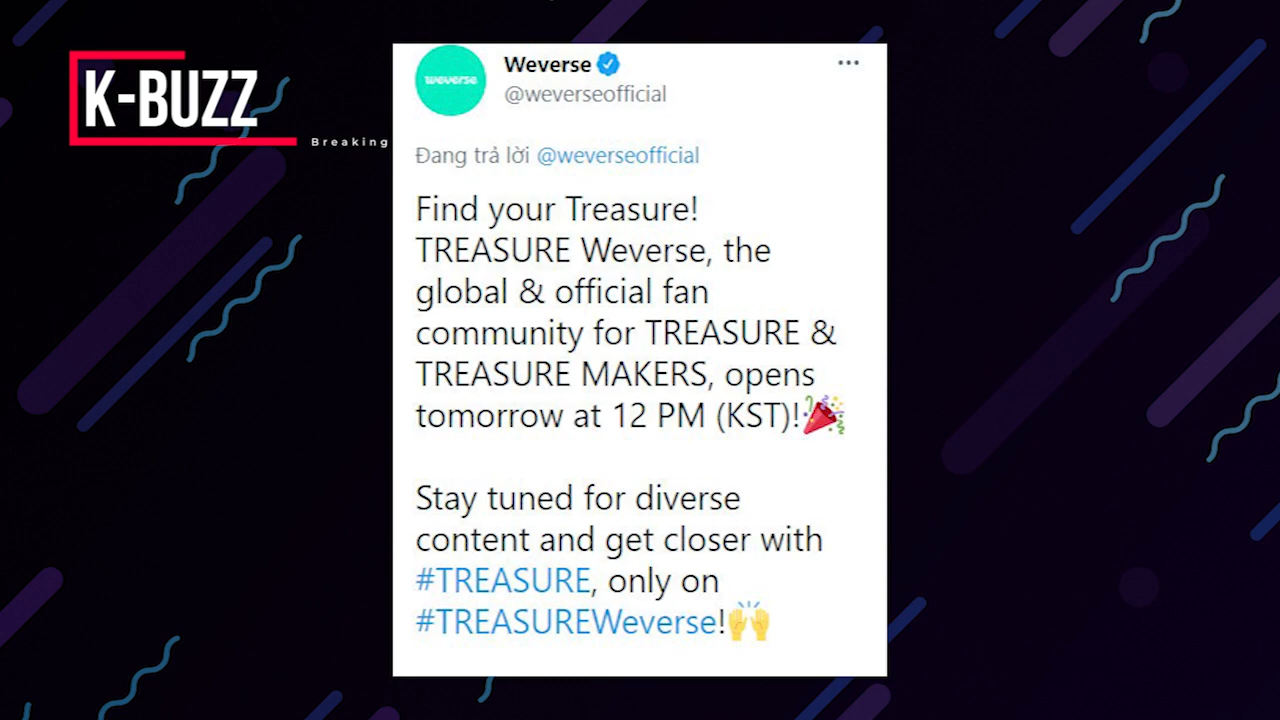 K-BUZZ
Breaking
weverse
Weverse
@weverseofficial
Đang trả lời @weverseofficial
Find your Treasure!
TREASURE Weverse, the
global & official fan
community for TREASURE &
TREASURE MAKERS, opens
tomorrow at 12 PM (KST)!🎉
Stay tuned for diverse
content and get closer with
#TREASURE, only on
#TREASUREWeverse!🙌